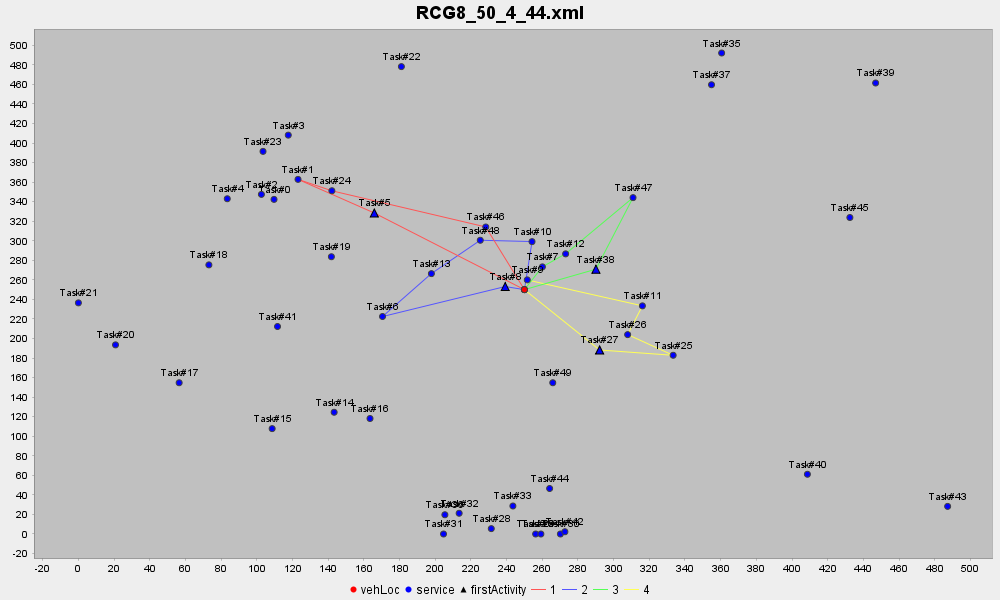 RCG8_50_4_44.xml
500
480
460
440
420
400
380
360
340
320
300
280
260
240
220
200
180
160
140
120
100
80
60
40
20
0
-20
Task#35
Task#22
Task#37
Task#39
Task#3
Task#23
Task#1
Task#24
Task#4
Task#2
Task#0
Task#47
Task#5
Task#45
Task#46
Task#48
Task#10
Task#12
Task#19
Task#7
Task#38
Task#18
Task#13
Task#9
Task#8
Task#21
Task#11
Task#6
Task#41
Task#26
Task#20
Task#27
Task#25
Task#17
Task#49
Task#14
Task#16
Task#15
Task#40
Task#44
Task#33
Task#32
Task#43
Task#28
Task#31
-20 0 20 40 60 80 100 120 140 160 180 200 220 240 260 280 300 320 340 360 380 400 420 440 460 480 500
vehLoc service firstActivity 1 2 3 4